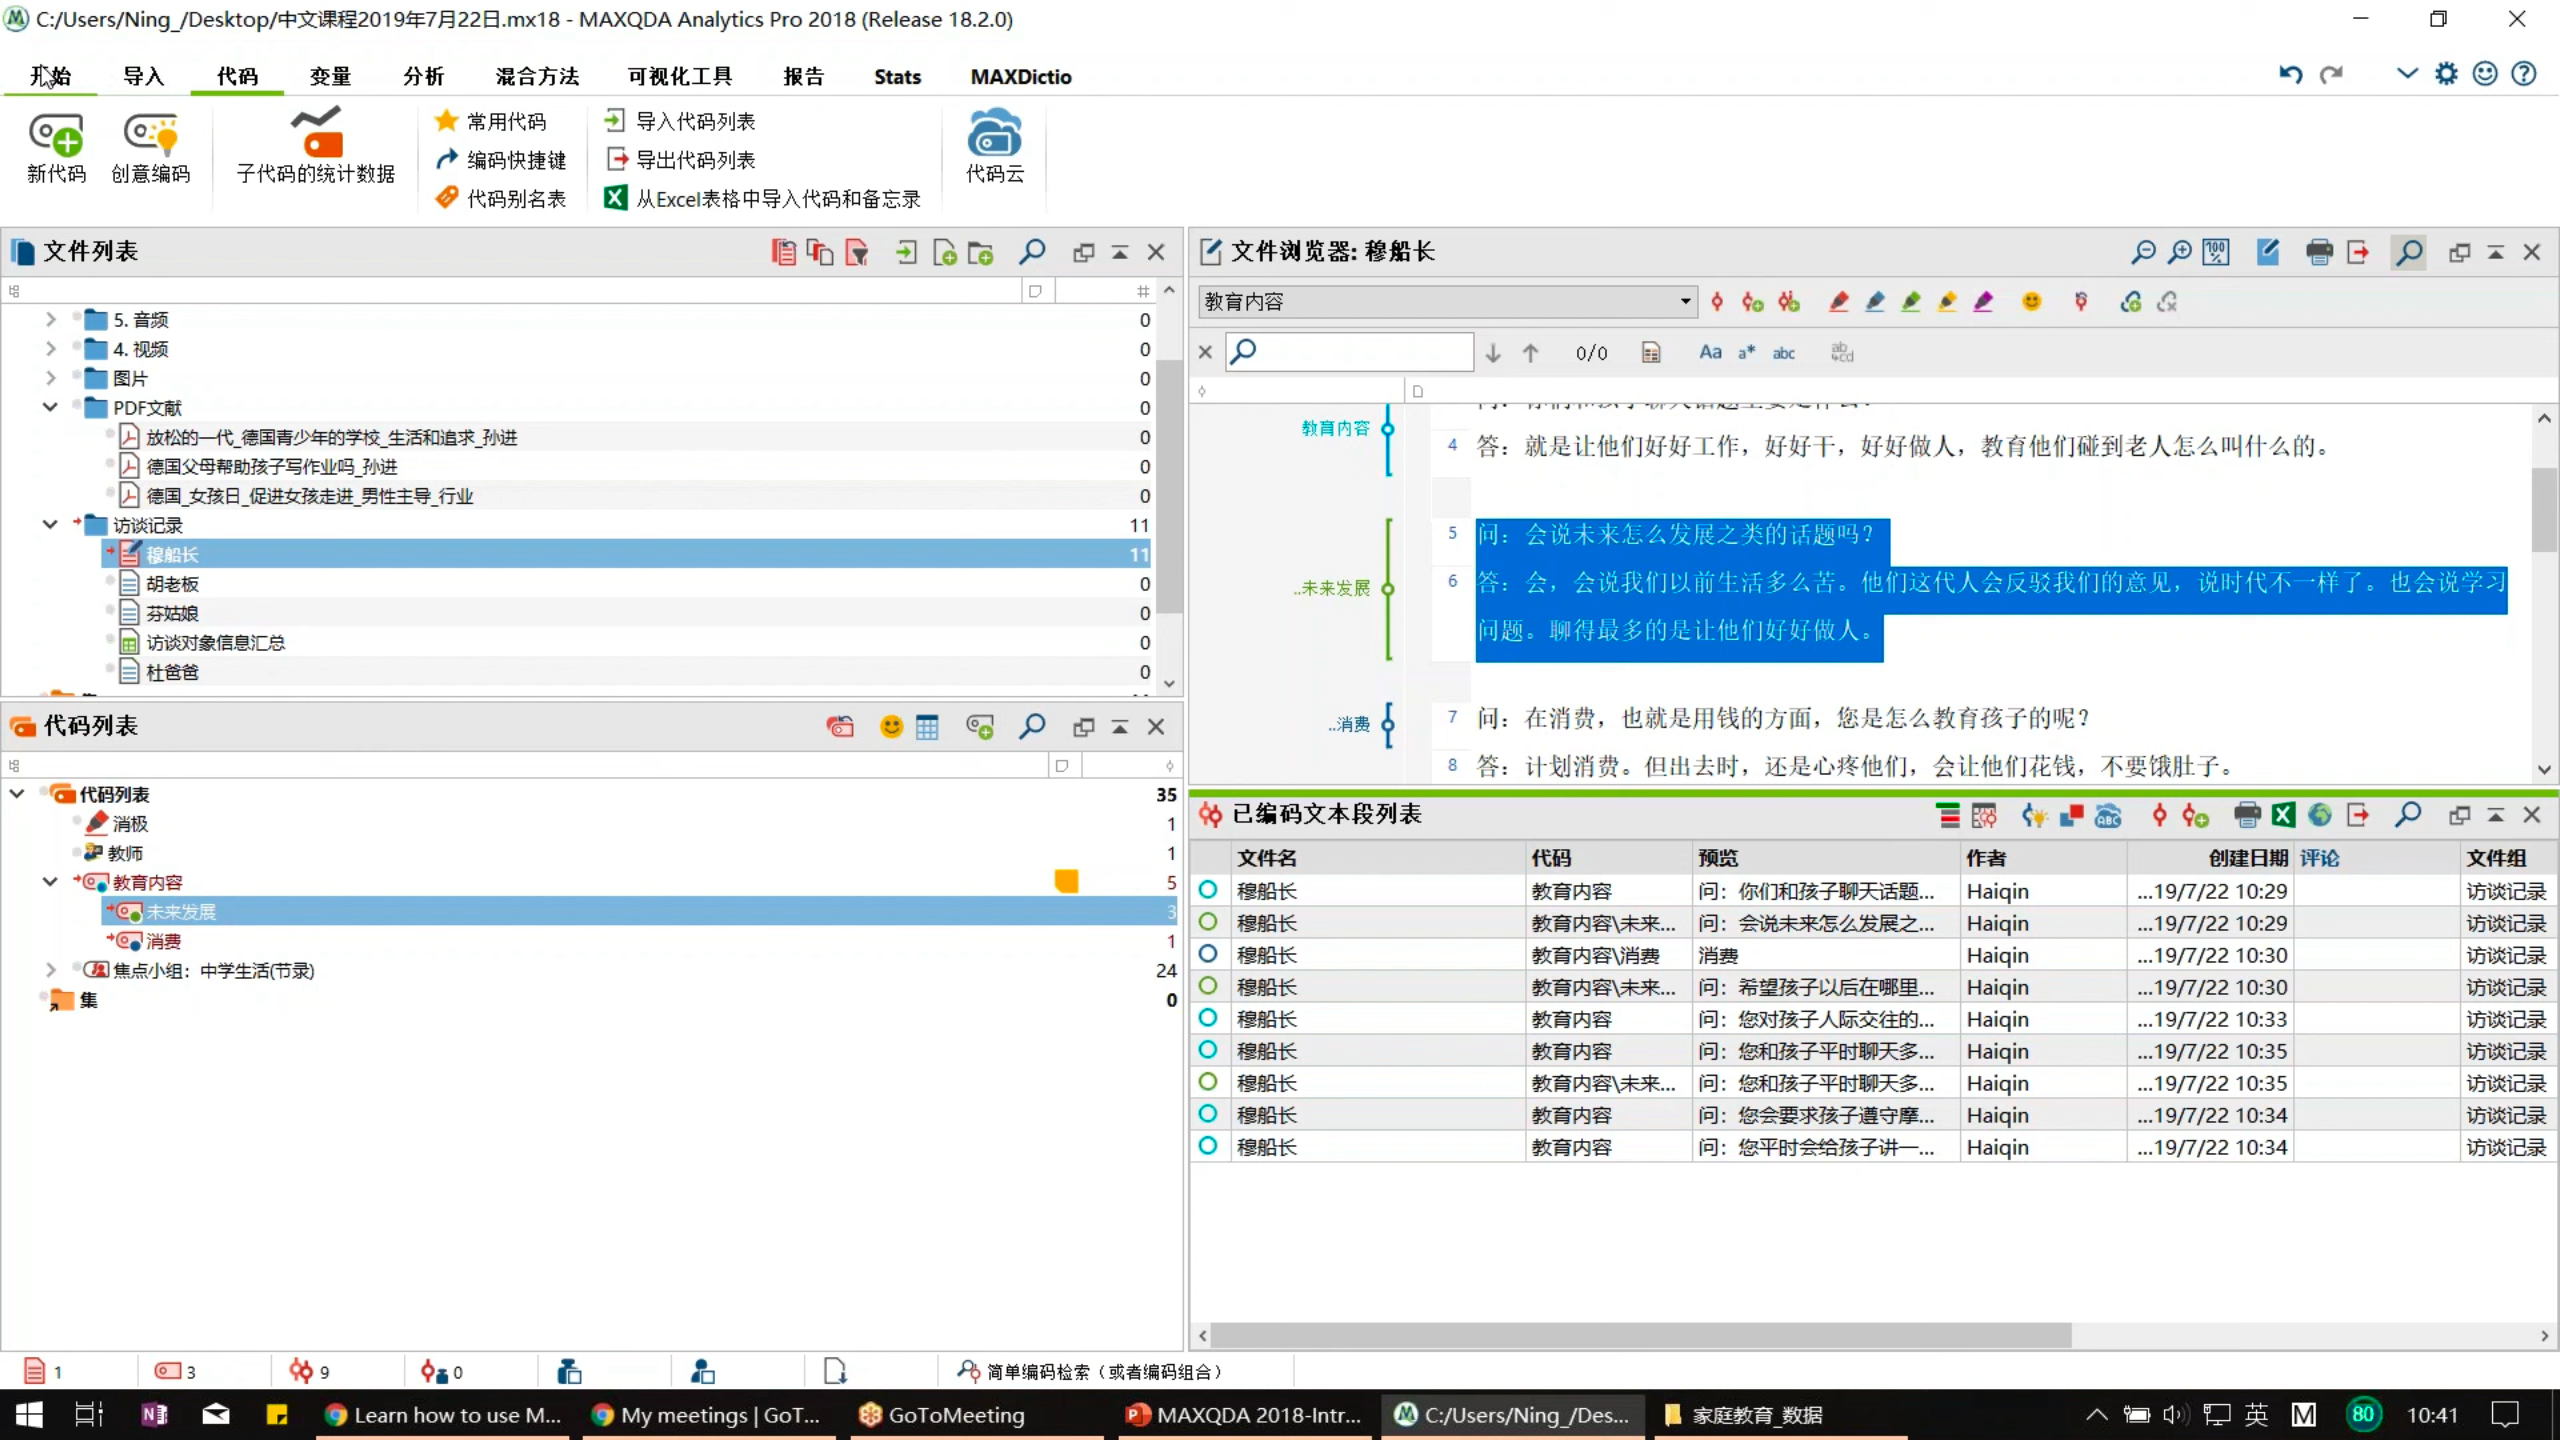 C:/Users/Ning_/Desktop/中文课程2019年7月22日.mx18 - MAXQDA Analytics Pro 2018 (Release 18.2.0)
开始 导入 代码 变量 分析 混合方法 可视化工具 报告 Stats MAXDictio
新代码 创意编码 子代码的统计数据 代码云
常用代码 导入代码列表
编码快捷键 导出代码列表
代码别名表 从Excel表格中导入代码和备忘录
文件列表
#
5. 音频 0
4. 视频 0
图片 0
PDF文献 0
放松的一代_德国青少年的学校_生活和追求_孙进 0
德国父母帮助孩子写作业吗_孙进 0
德国_女孩日_促进女孩走进_男性主导_行业 0
访谈记录 11
穆船长 11
胡老板 0
芬姑娘 0
访谈对象信息汇总 0
杜爸爸 0
代码列表
代码列表 35
消极 1
教师 1
教育内容 5
未来发展 3
消费 1
焦点小组：中学生活(节录) 24
集 0
文件浏览器: 穆船长
教育内容
0/0 Aa a* abc
教育内容
4 答：就是让他们好好工作，好好干，好好做人，教育他们碰到老人怎么叫什么的。
5 问：会说未来怎么发展之类的话题吗？
..未来发展
6 答：会，会说我们以前生活多么苦。他们这代人会反驳我们的意见，说时代不一样了。也会说学习
问题。聊得最多的是让他们好好做人。
..消费
7 问：在消费，也就是用钱的方面，您是怎么教育孩子的呢？
8 答：计划消费。但出去时，还是心疼他们，会让他们花钱，不要饿肚子。
已编码文本段列表
文件名 代码 预览 作者 创建日期 评论 文件组
穆船长 教育内容 问：你们和孩子聊天话题... Haiqin ...19/7/22 10:29 访谈记录
穆船长 教育内容\未来... 问：会说未来怎么发展之... Haiqin ...19/7/22 10:29 访谈记录
穆船长 教育内容\消费 消费 Haiqin ...19/7/22 10:30 访谈记录
穆船长 教育内容\未来... 问：希望孩子以后在哪里... Haiqin ...19/7/22 10:30 访谈记录
穆船长 教育内容 问：您对孩子人际交往的... Haiqin ...19/7/22 10:33 访谈记录
穆船长 教育内容 问：您和孩子平时聊天多... Haiqin ...19/7/22 10:35 访谈记录
穆船长 教育内容\未来... 问：您和孩子平时聊天多... Haiqin ...19/7/22 10:35 访谈记录
穆船长 教育内容 问：您会要求孩子遵守摩... Haiqin ...19/7/22 10:34 访谈记录
穆船长 教育内容 问：您平时会给孩子讲一... Haiqin ...19/7/22 10:34 访谈记录
1 3 9 0 简单编码检索（或者编码组合）
Learn how to use M... My meetings | GoT... GoToMeeting MAXQDA 2018-Intr... C:/Users/Ning_/Des... 家庭教育_数据 英 M 80 10:41